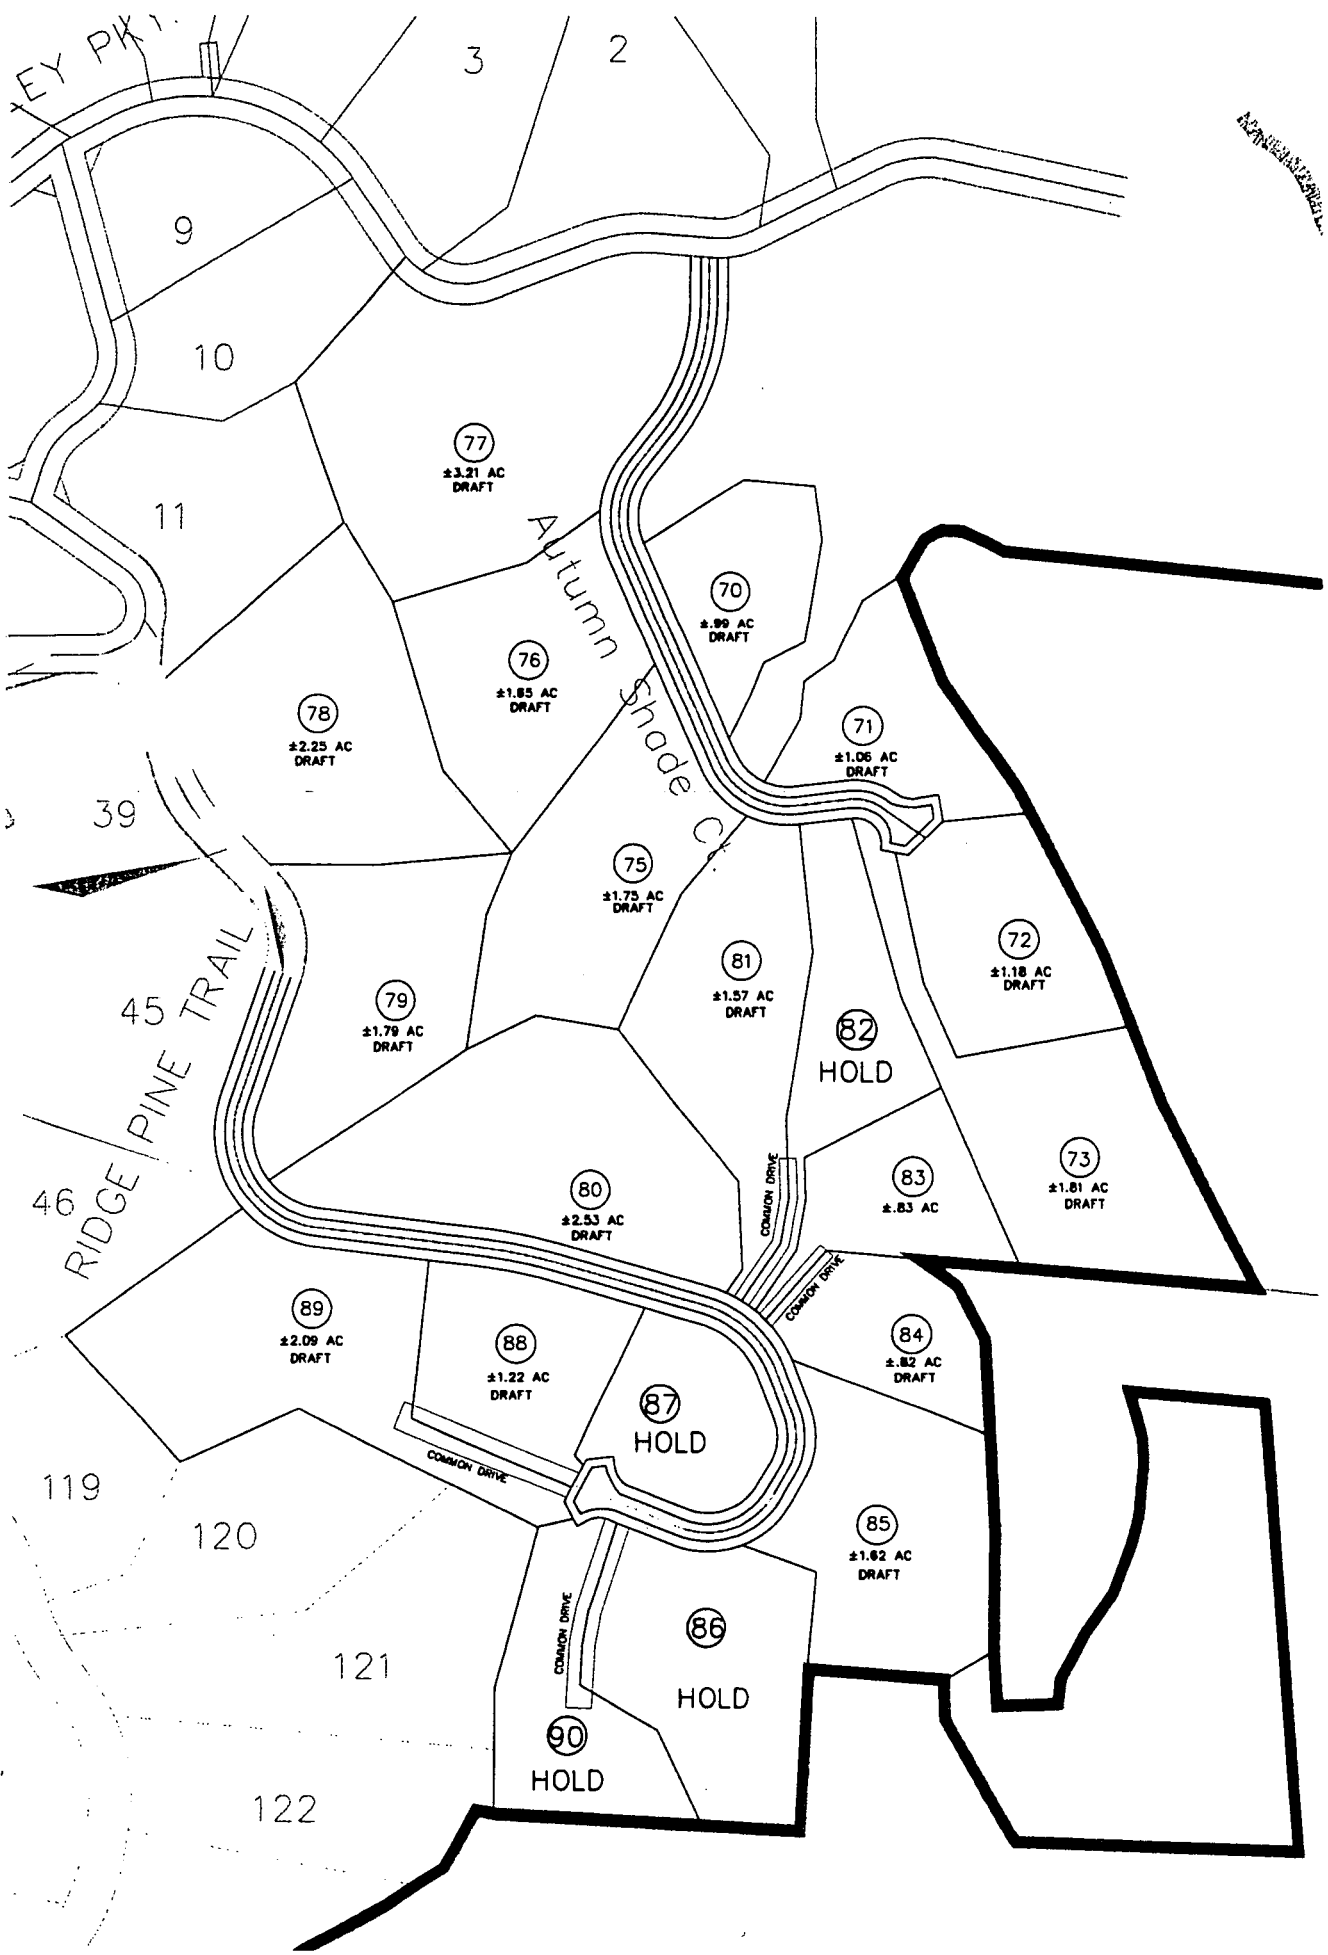 EY PKY.
3
2
9
10
77
±3.21 AC
DRAFT
11
Autumn Shade Ct.
70
±.99 AC
DRAFT
76
±1.65 AC
DRAFT
78
±2.25 AC
DRAFT
71
±1.06 AC
DRAFT
39
75
±1.75 AC
DRAFT
72
±1.18 AC
DRAFT
81
±1.57 AC
DRAFT
79
±1.79 AC
DRAFT
45
RIDGE PINE TRAIL
82
HOLD
73
±1.81 AC
DRAFT
83
±.83 AC
46
80
±2.53 AC
DRAFT
COMMON DRIVE
COMMON DRIVE
89
±2.09 AC
DRAFT
88
±1.22 AC
DRAFT
84
±.82 AC
DRAFT
87
HOLD
COMMON DRIVE
119
120
85
±1.62 AC
DRAFT
COMMON DRIVE
86
HOLD
121
90
HOLD
122